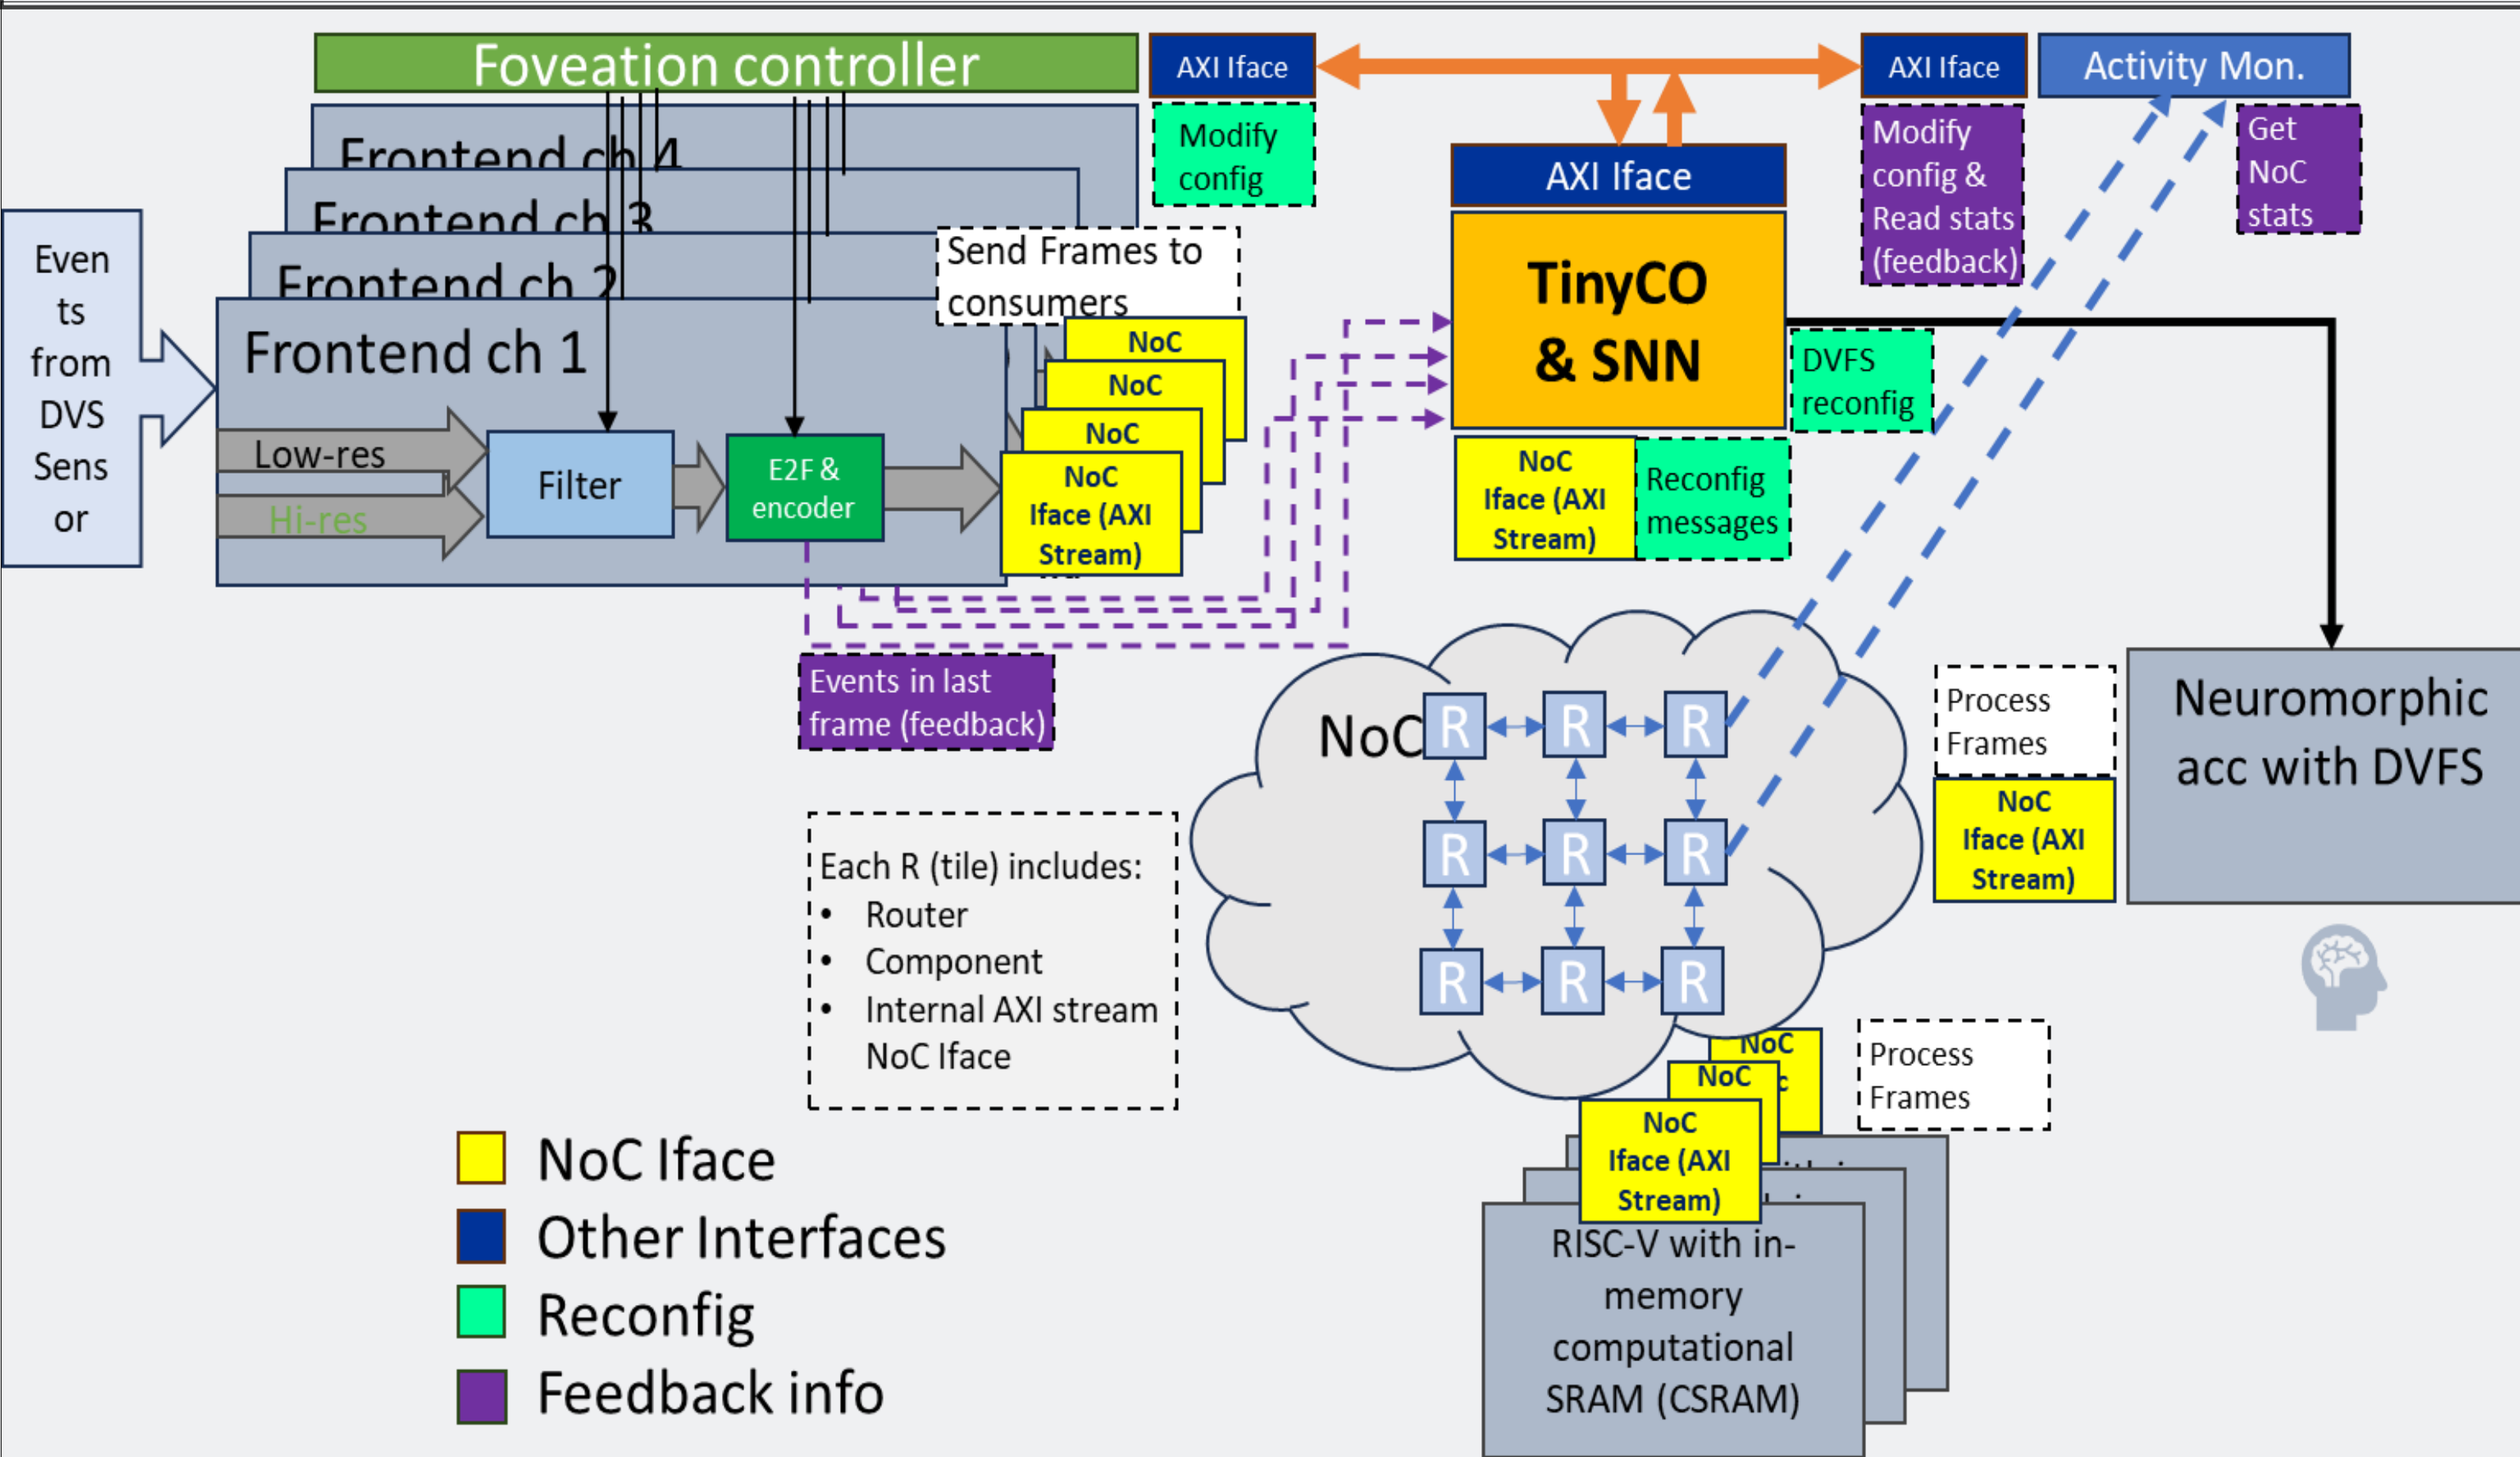 Foveation controller
AXI Iface
AXI Iface
Activity Mon.
Modify
config
Modify
config &
Read stats
(feedback)
Get
NoC
stats
AXI Iface
Frontend ch 4
Frontend ch 3
Frontend ch 2
Frontend ch 1
Even
ts
from
DVS
Sens
or
Send Frames to
consumers
TinyCO
& SNN
DVFS
reconfig
Low-res
Hi-res
Filter
E2F &
encoder
NoC
NoC
NoC
NoC
Iface (AXI
Stream)
NoC
Iface (AXI
Stream)
Reconfig
messages
Events in last
frame (feedback)
NoC
R
R
R
R
R
R
R
R
R
Process
Frames
NoC
Iface (AXI
Stream)
Neuromorphic
acc with DVFS
Each R (tile) includes:
• Router
• Component
• Internal AXI stream
NoC Iface
Process
Frames
NoC
NoC
NoC
Iface (AXI
Stream)
RISC-V with in-
memory
computational
SRAM (CSRAM)
NoC Iface
Other Interfaces
Reconfig
Feedback info